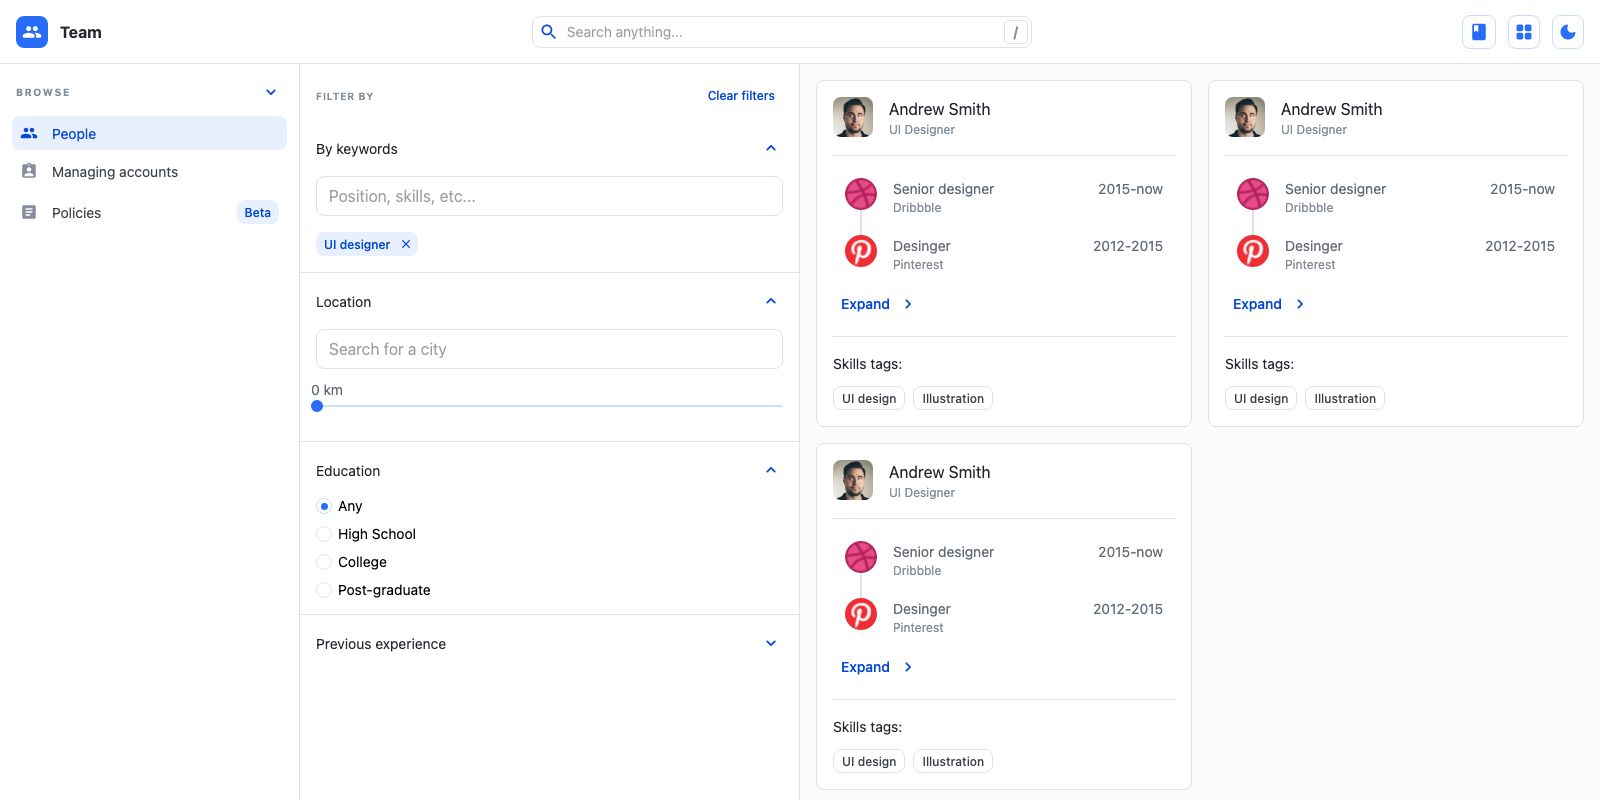 Team
Search anything...
/
BROWSE
People
Managing accounts
Policies
Beta
FILTER BY
Clear filters
By keywords
Position, skills, etc...
UI designer
Location
Search for a city
0 km
Education
Any
High School
College
Post-graduate
Previous experience
Andrew Smith
UI Designer
Senior designer
2015-now
Dribbble
Desinger
2012-2015
Pinterest
Expand
Skills tags:
UI design
Illustration
Andrew Smith
UI Designer
Senior designer
2015-now
Dribbble
Desinger
2012-2015
Pinterest
Expand
Skills tags:
UI design
Illustration
Andrew Smith
UI Designer
Senior designer
2015-now
Dribbble
Desinger
2012-2015
Pinterest
Expand
Skills tags:
UI design
Illustration